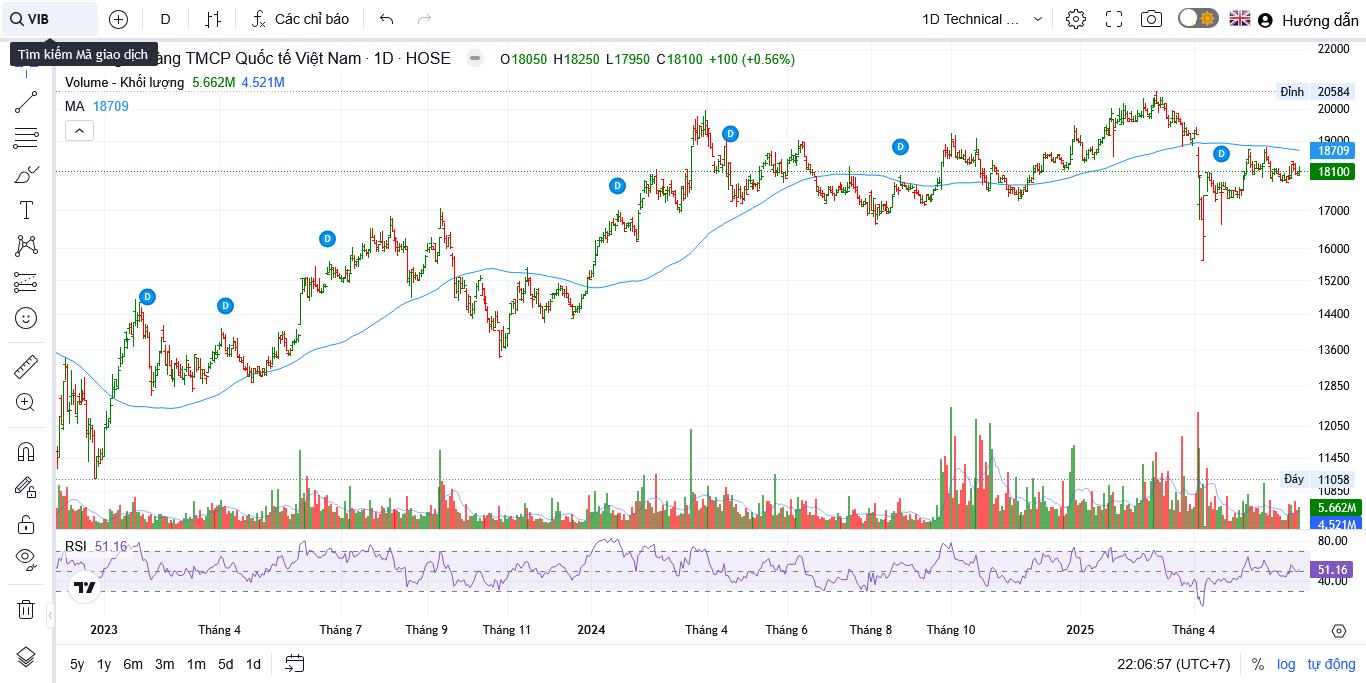 VIB
D
Các chỉ báo
1D Technical ...
Hướng dẫn
Tìm kiếm Mã giao dịch
àng TMCP Quốc tế Việt Nam · 1D · HOSE
O18050 H18250 L17950 C18100 +100 (+0.56%)
Volume - Khối lượng 5.662M 4.521M
MA 18709
22000
Đỉnh 20584
20000
19000
18709
18100
17000
16000
15200
14400
13600
12850
12050
11450
Đáy 11058
10850
5.662M
4.521M
D
D
D
D
D
D
D
RSI 51.16
80.00
51.16
40.00
2023 Tháng 4 Tháng 7 Tháng 9 Tháng 11 2024 Tháng 4 Tháng 6 Tháng 8 Tháng 10 2025 Tháng 4
5y 1y 6m 3m 1m 5d 1d
22:06:57 (UTC+7) % log tự động